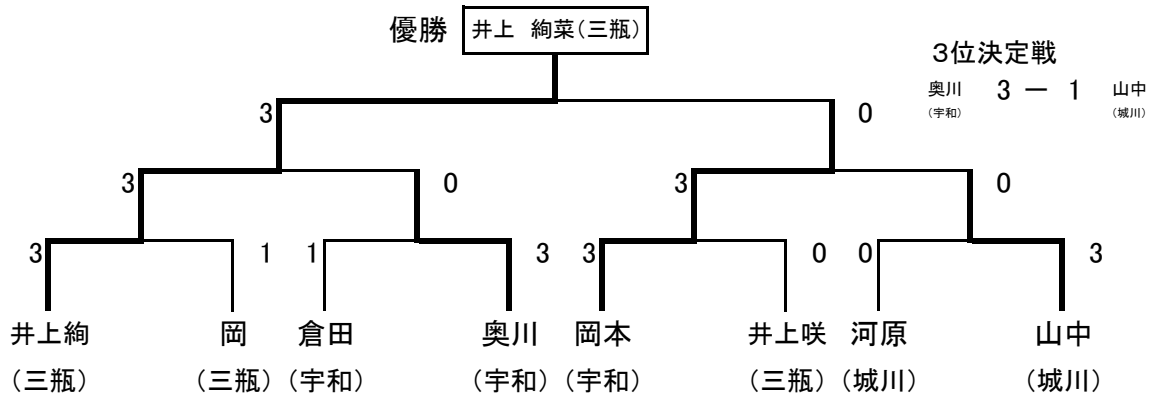 優勝 井上 絢菜(三瓶)
3位決定戦
奥川 3 ー 1 山中
(宇和) (城川)
3 0
3 0 3 0
3 1 1 3 3 0 0 3
井上絢 岡 倉田 奥川 岡本 井上咲 河原 山中
(三瓶) (三瓶) (宇和) (宇和) (宇和) (三瓶) (城川) (城川)